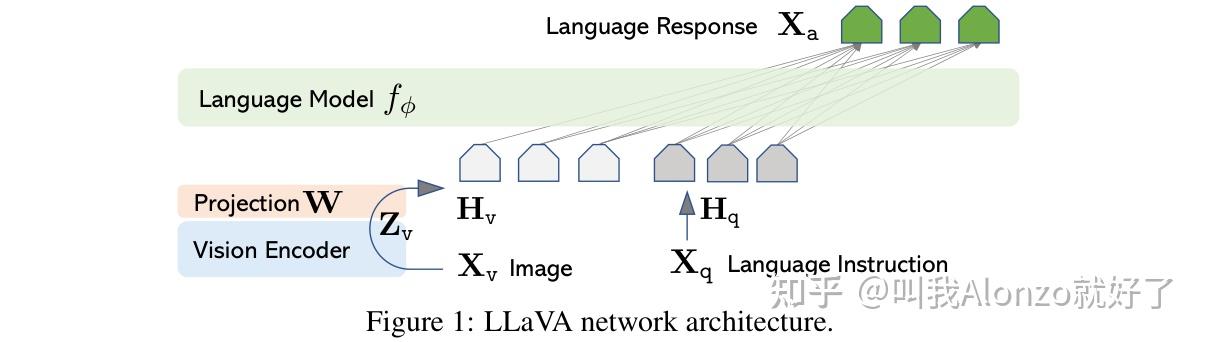 Language Response Xa
Language Model fϕ
Projection W
Zv
Hv
Hq
Vision Encoder
Xv Image
Xq Language Instruction
知乎 @叫我Alonzo就好了
Figure 1: LLaVA network architecture.